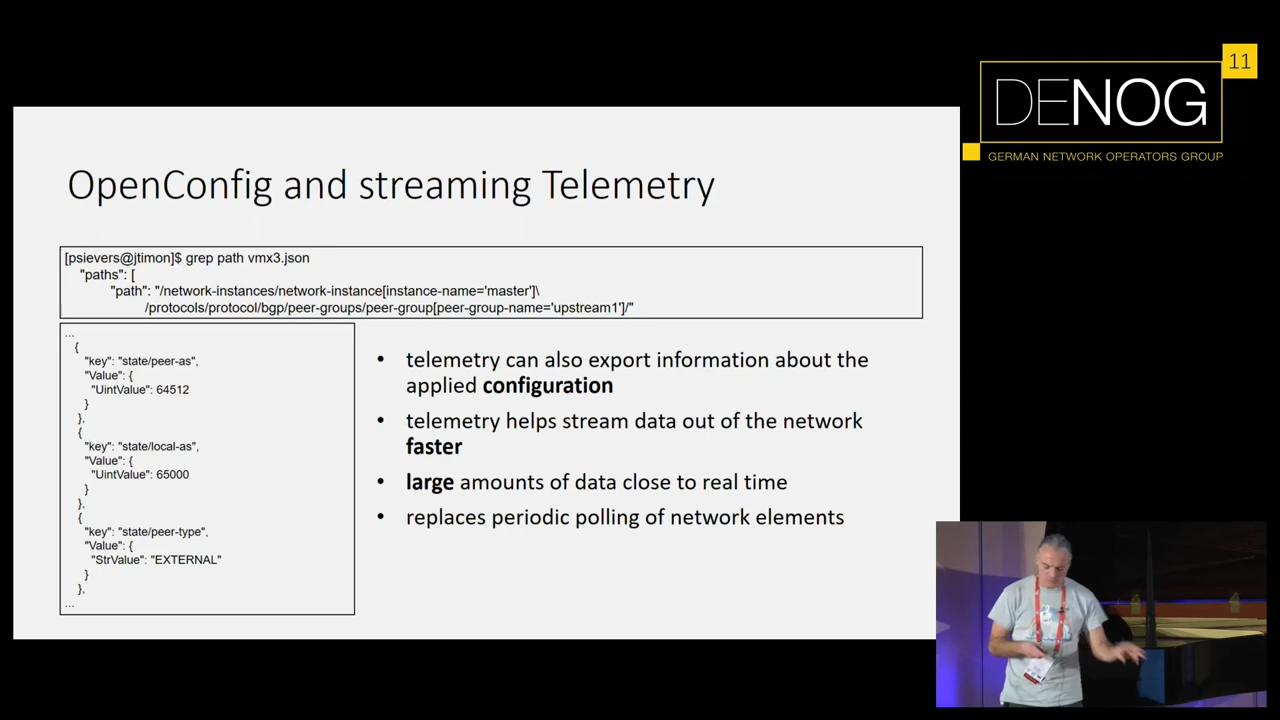 11
DENOG
GERMAN NETWORK OPERATORS GROUP
OpenConfig and streaming Telemetry
[psievers@jtimon]$ grep path vmx3.json
"paths": [
"path": "/network-instances/network-instance[instance-name='master']\
/protocols/protocol/bgp/peer-groups/peer-group[peer-group-name='upstream1']/"
...
{
"key": "state/peer-as",
"Value": {
"UintValue": 64512
}
},
{
"key": "state/local-as",
"Value": {
"UintValue": 65000
}
},
{
"key": "state/peer-type",
"Value": {
"StrValue": "EXTERNAL"
}
},
...
• telemetry can also export information about the
applied configuration
• telemetry helps stream data out of the network
faster
• large amounts of data close to real time
• replaces periodic polling of network elements